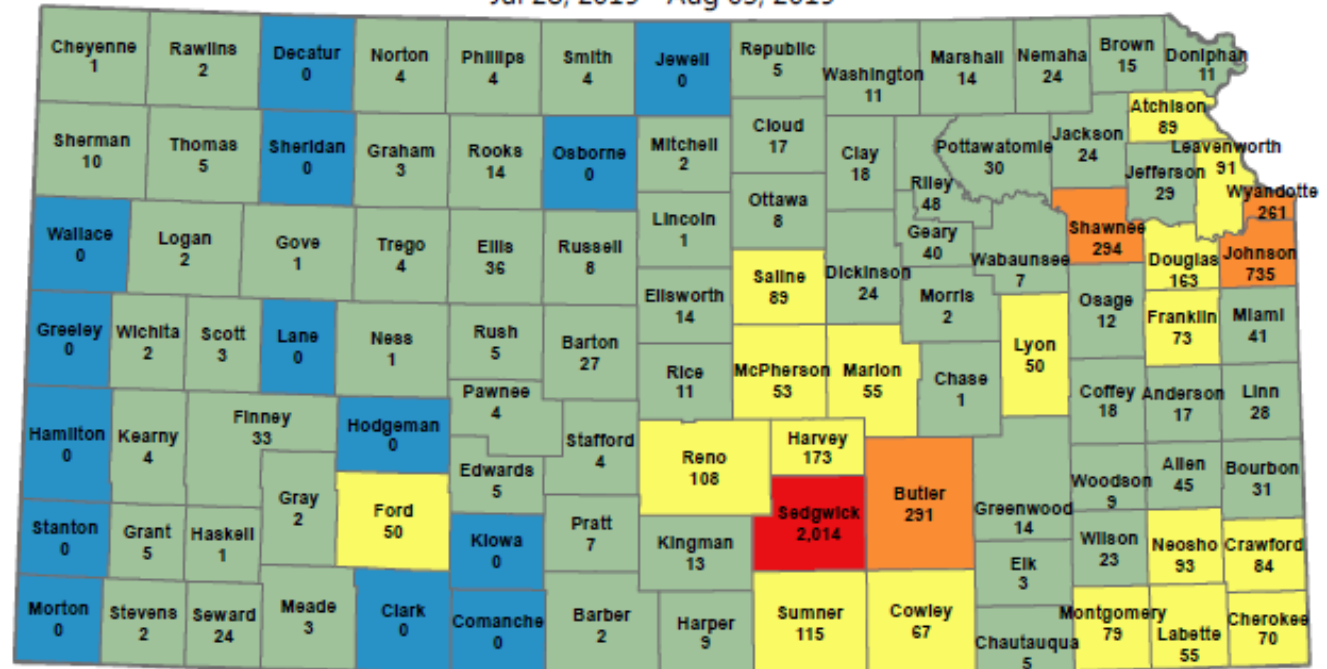 Jul 28, 2019 - Aug 03, 2019
Cheyenne
1
Rawlins
2
Decatur
0
Norton
4
Phillips
4
Smith
4
Jewell
0
Republic
5
Washington
11
Marshall
14
Nemaha
24
Brown
15
Doniphan
11
Atchison
89
Sherman
10
Thomas
5
Sheridan
0
Graham
3
Rooks
14
Osborne
0
Mitchell
2
Cloud
17
Clay
18
Riley
48
Pottawatomie
30
Jackson
24
Jefferson
29
Leavenworth
91
Wyandotte
261
Ottawa
8
Lincoln
1
Wallace
0
Logan
2
Gove
1
Trego
4
Ellis
36
Russell
8
Saline
89
Dickinson
24
Geary
40
Wabaunsee
7
Shawnee
294
Douglas
163
Johnson
735
Ellsworth
14
Morris
2
Osage
12
Franklin
73
Miami
41
Greeley
0
Wichita
2
Scott
3
Lane
0
Ness
1
Rush
5
Barton
27
Rice
11
McPherson
53
Marion
55
Chase
1
Lyon
50
Coffey
18
Anderson
17
Linn
28
Pawnee
4
Hamilton
0
Kearny
4
Finney
33
Hodgeman
0
Stafford
4
Edwards
5
Reno
108
Harvey
173
Sedgwick
2,014
Butler
291
Greenwood
14
Woodson
9
Allen
45
Bourbon
31
Gray
2
Ford
50
Stanton
0
Grant
5
Haskell
1
Kiowa
0
Pratt
7
Kingman
13
Elk
3
Wilson
23
Neosho
93
Crawford
84
Morton
0
Stevens
2
Seward
24
Meade
3
Clark
0
Comanche
0
Barber
2
Harper
9
Sumner
115
Cowley
67
Chautauqua
5
Montgomery
79
Labette
55
Cherokee
70